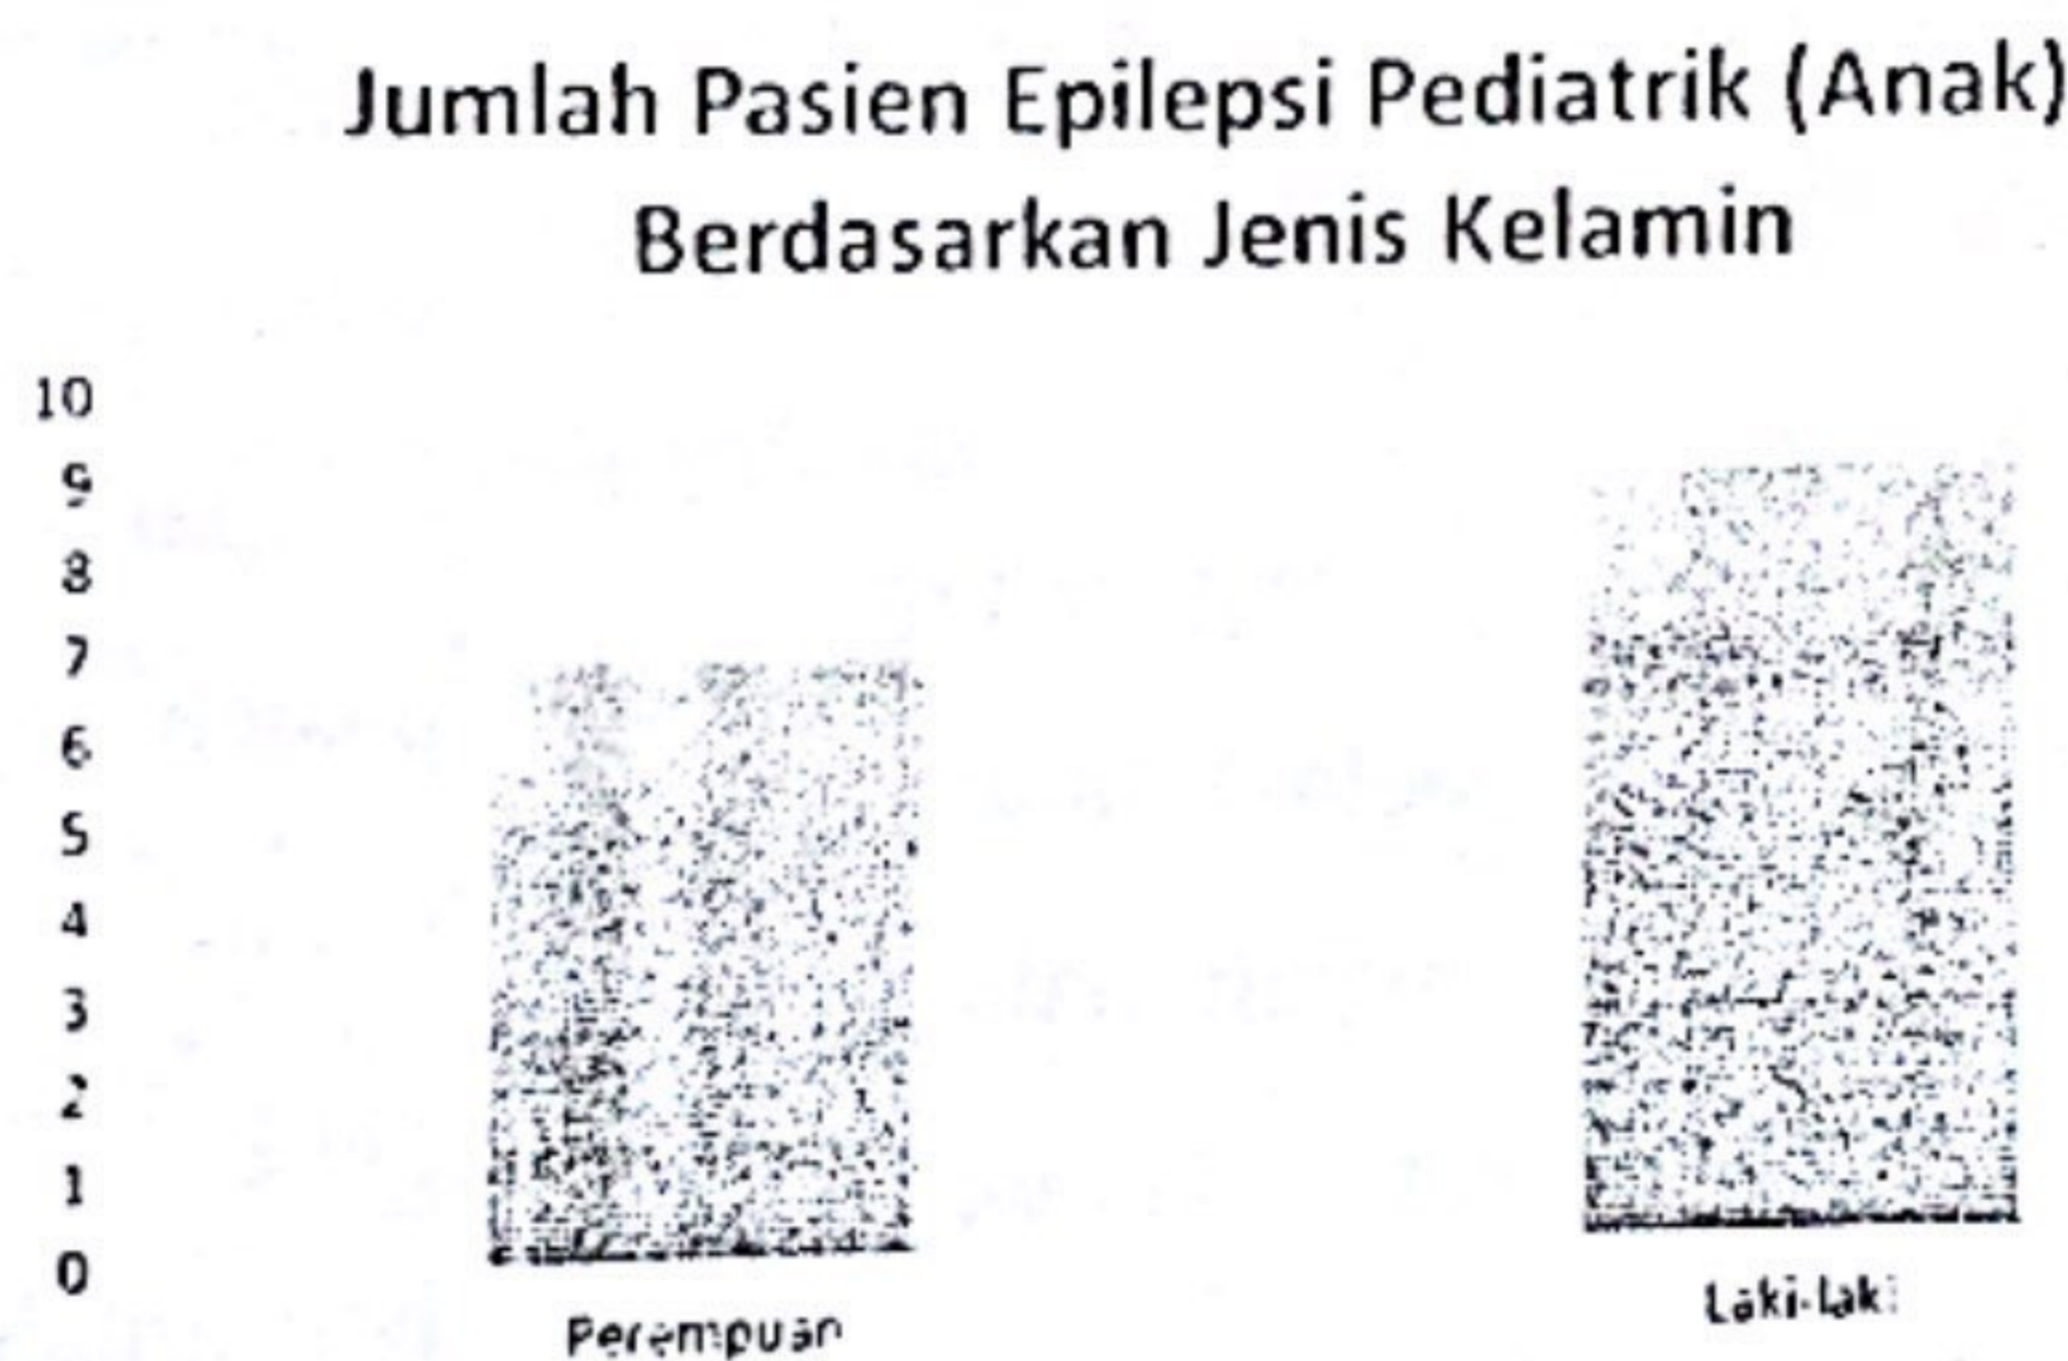 Jumlah Pasien Epilepsi Pediatrik (Anak)
Berdasarkan Jenis Kelamin
10
9
8
7
6
5
4
3
2
1
0
Perempuan
Laki-laki